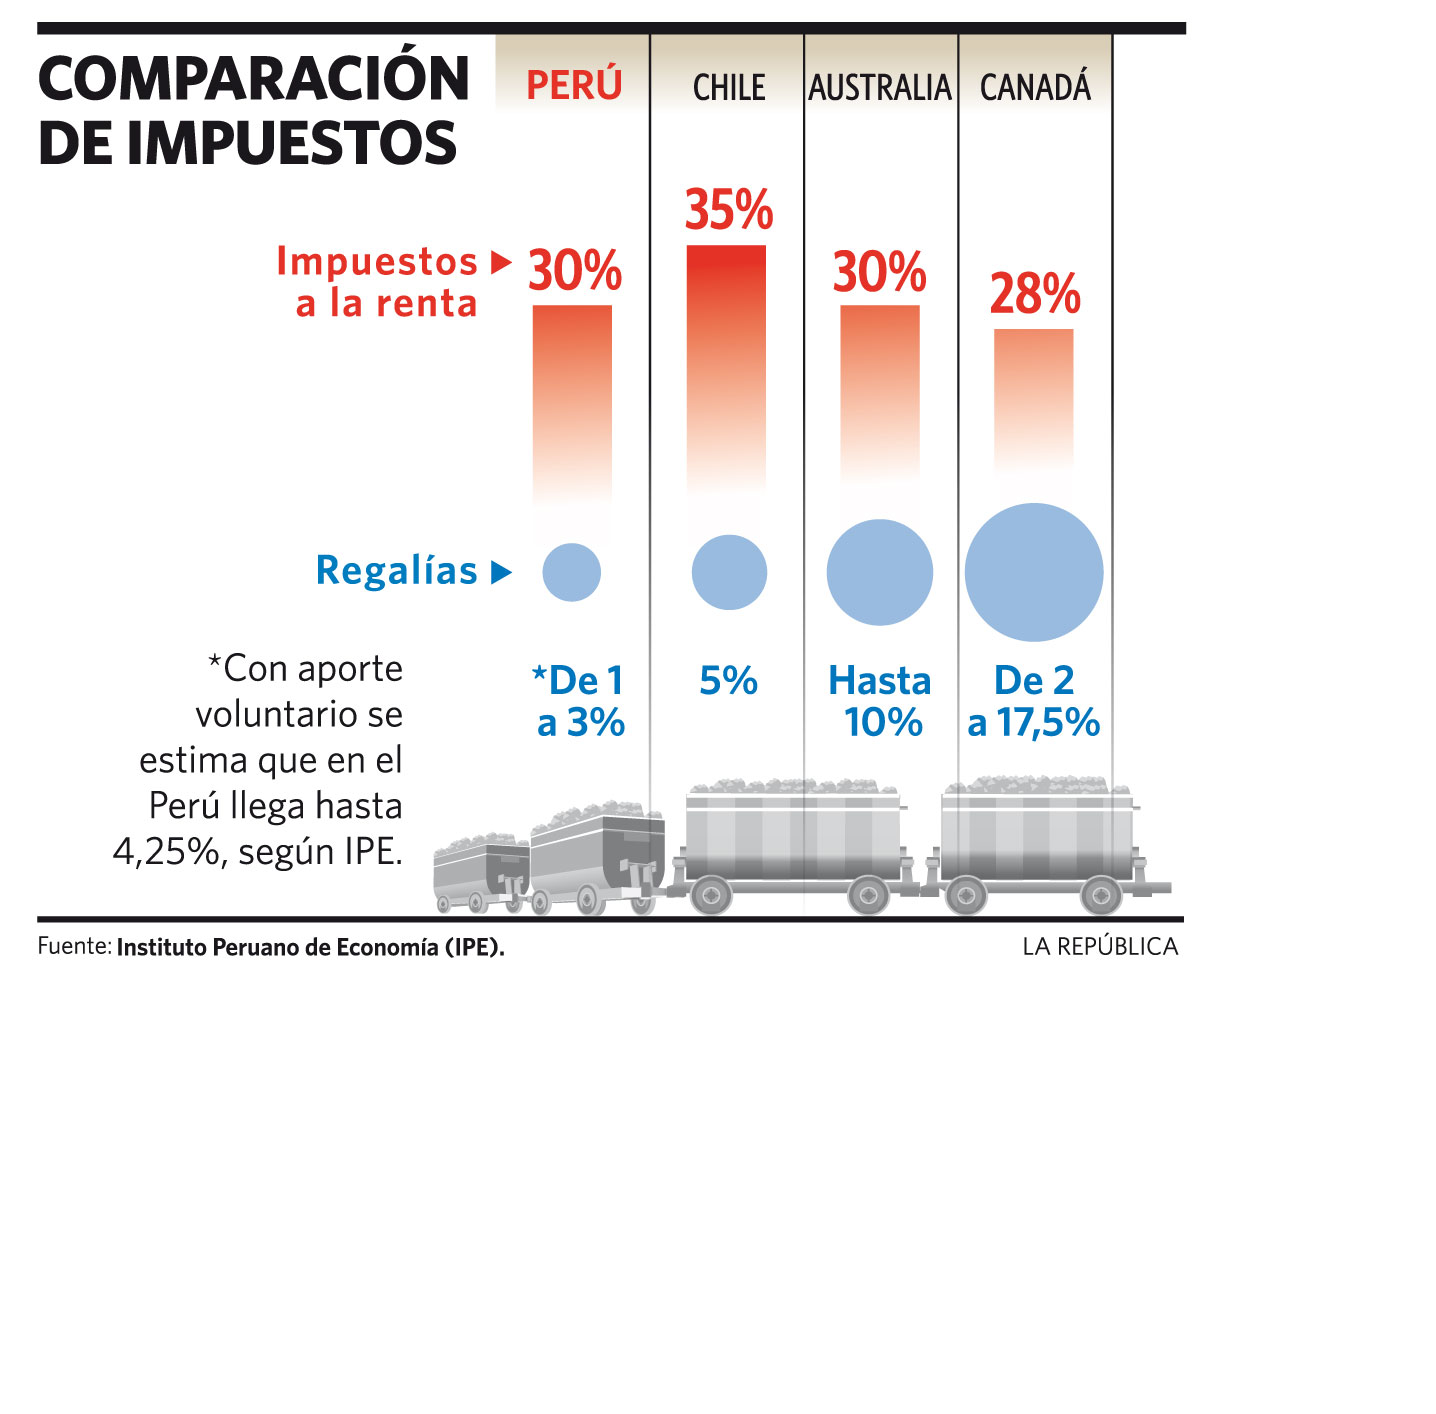 COMPARACIÓN
DE IMPUESTOS
PERÚ
CHILE
AUSTRALIA
CANADÁ
Impuestos
a la renta
30%
35%
30%
28%
Regalías
*De 1
a 3%
5%
Hasta
10%
De 2
a 17,5%
*Con aporte
voluntario se
estima que en el
Perú llega hasta
4,25%, según IPE.
Fuente: Instituto Peruano de Economía (IPE).
LA REPÚBLICA